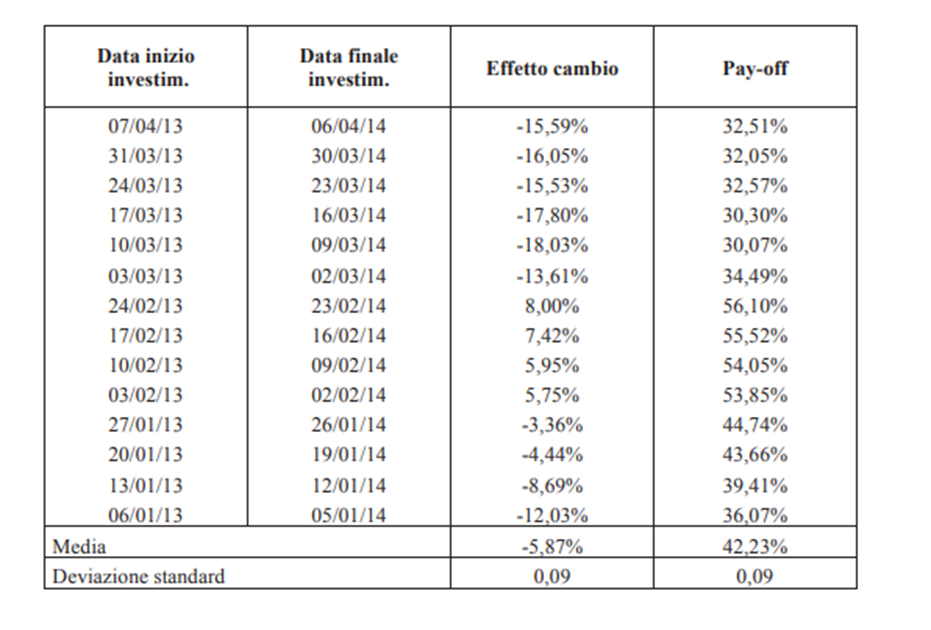 Data inizio investim. Data finale investim. Effetto cambio Pay-off
07/04/13 06/04/14 -15,59% 32,51%
31/03/13 30/03/14 -16,05% 32,05%
24/03/13 23/03/14 -15,53% 32,57%
17/03/13 16/03/14 -17,80% 30,30%
10/03/13 09/03/14 -18,03% 30,07%
03/03/13 02/03/14 -13,61% 34,49%
24/02/13 23/02/14 8,00% 56,10%
17/02/13 16/02/14 7,42% 55,52%
10/02/13 09/02/14 5,95% 54,05%
03/02/13 02/02/14 5,75% 53,85%
27/01/13 26/01/14 -3,36% 44,74%
20/01/13 19/01/14 -4,44% 43,66%
13/01/13 12/01/14 -8,69% 39,41%
06/01/13 05/01/14 -12,03% 36,07%
Media -5,87% 42,23%
Deviazione standard 0,09 0,09